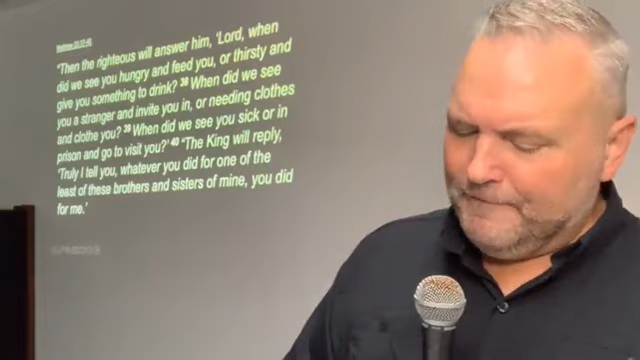 Matthew 25:37-40
"Then the righteous will answer him, 'Lord, when
did we see you hungry and feed you, or thirsty and
give you something to drink? 38 When did we see
you a stranger and invite you in, or needing clothes
and clothe you? 39 When did we see you sick or in
prison and go to visit you?' 40 "The King will reply,
'Truly I tell you, whatever you did for one of the
least of these brothers and sisters of mine, you did
for me.'